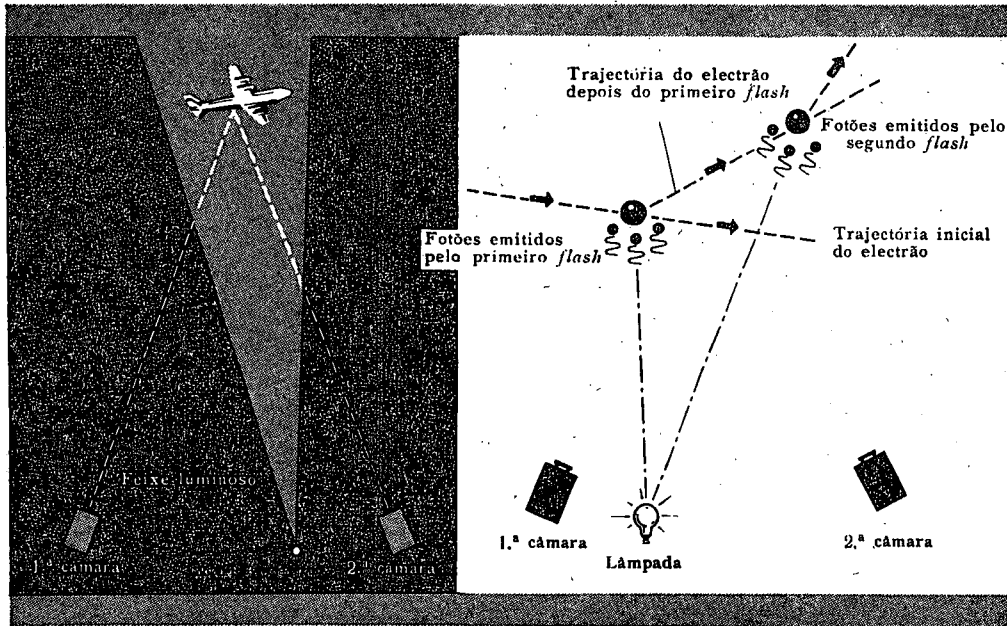 Feixe luminoso
1.ª câmara
2.ª câmara
Trajectória do electrão
depois do primeiro flash
Fotões emitidos pelo
segundo flash
Fotões emitidos
pelo primeiro flash
Trajectória inicial
do electrão
1.ª câmara
Lâmpada
2.ª câmara